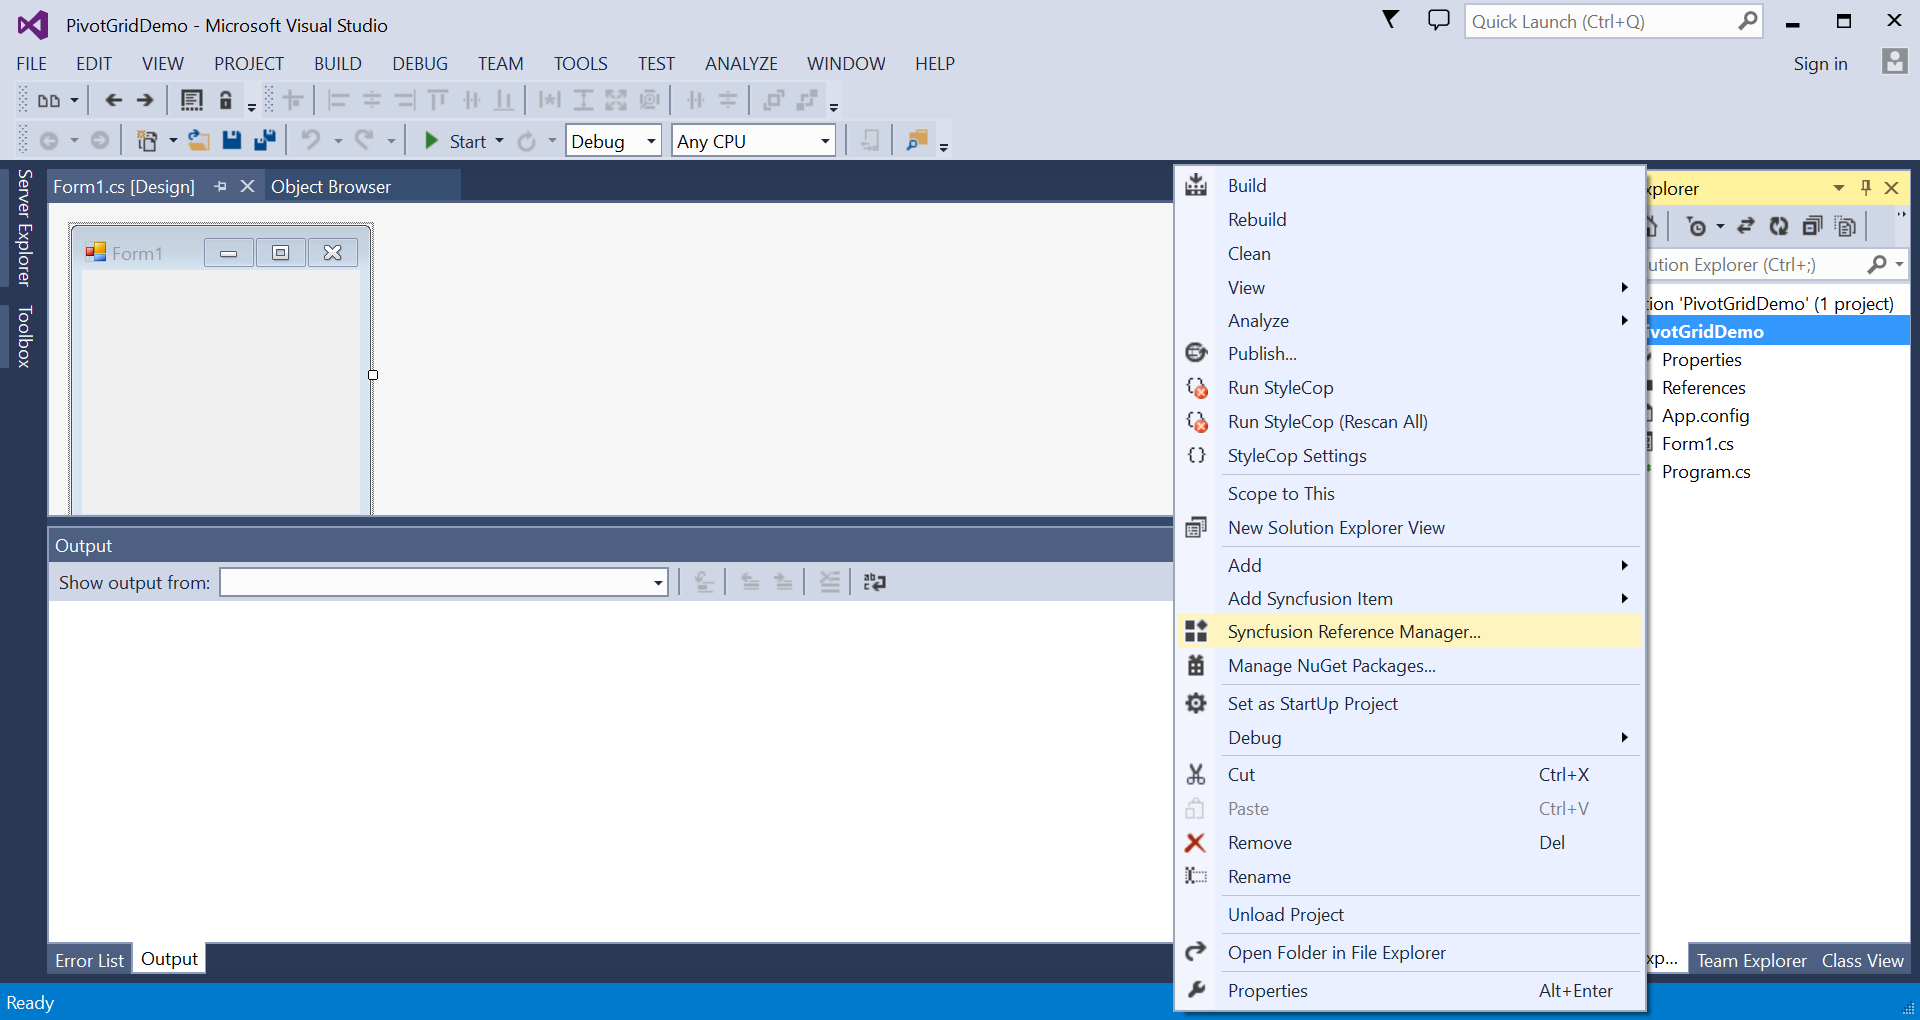 PivotGridDemo - Microsoft Visual Studio
Quick Launch (Ctrl+Q)
FILE EDIT VIEW PROJECT BUILD DEBUG TEAM TOOLS TEST ANALYZE WINDOW HELP
Sign in
Start Debug Any CPU
Server Explorer
Toolbox
Form1.cs [Design] Object Browser
Form1
Output
Show output from:
Error List Output
Ready
Build
Rebuild
Clean
View
Analyze
Publish...
Run StyleCop
Run StyleCop (Rescan All)
StyleCop Settings
Scope to This
New Solution Explorer View
Add
Add Syncfusion Item
Syncfusion Reference Manager...
Manage NuGet Packages...
Set as StartUp Project
Debug
Cut Ctrl+X
Paste Ctrl+V
Remove Del
Rename
Unload Project
Open Folder in File Explorer
Properties Alt+Enter
xplorer
ution Explorer (Ctrl+;)
tion 'PivotGridDemo' (1 project)
ivotGridDemo
Properties
References
App.config
Form1.cs
Program.cs
xp... Team Explorer Class View